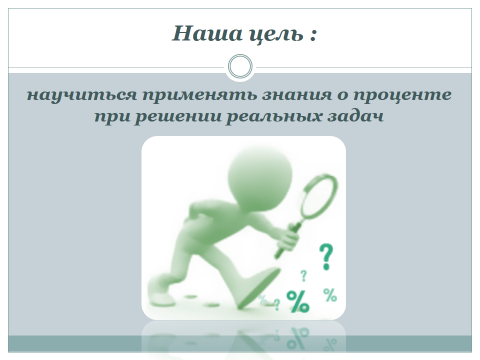 Наша цель :
научиться применять знания о проценте
при решении реальных задач
?
?
?
%
%
%